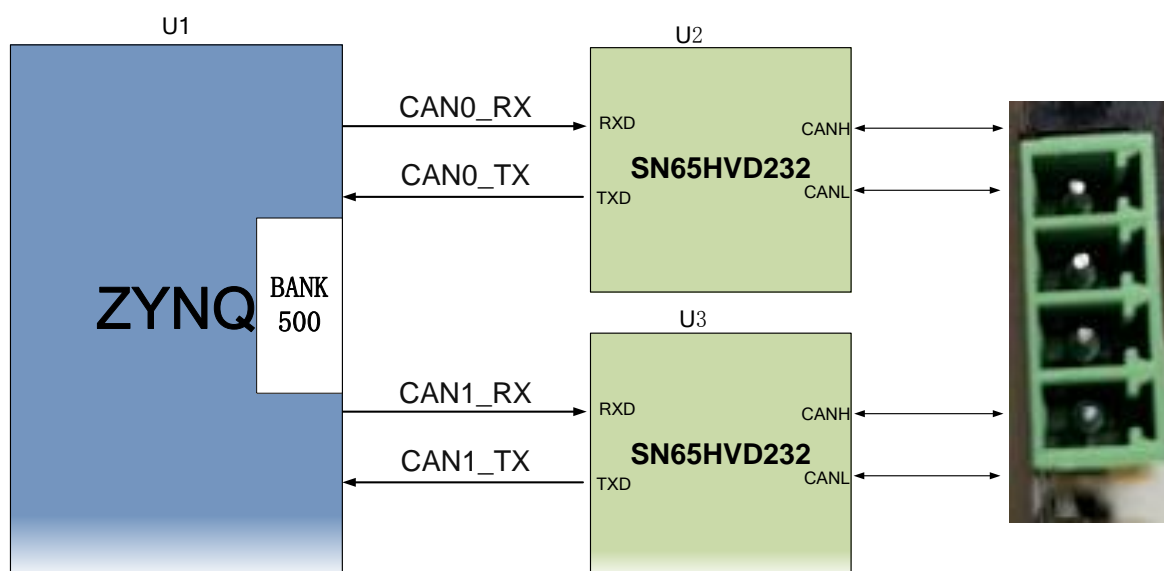 U1
U2
CAN0_RX
RXD
CANH
CAN0_TX
SN65HVD232
TXD
CANL
ZYNQ
BANK
500
U3
CAN1_RX
RXD
CANH
CAN1_TX
SN65HVD232
TXD
CANL